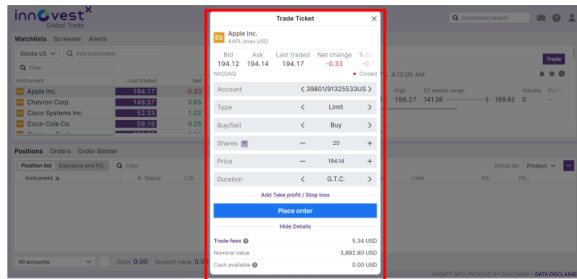 innovest
Global Trade
Instrument search
Watchlists Screener Alerts
Stocks US
Add instrument
Filter
Instrument Last traded Net
Apple Inc. 194.17 -0.33
Chevron Corp. 148.57 3.65
Cisco Systems Inc. 52.33 1.02
Coca-Cola Co. 59.16 0.25
Trade Ticket
Apple Inc.
AAPL:xnas USD
Bid Ask Last traded Net change
194.12 194.14 194.17 -0.33
NASDAQ Closed
Account 39801/91325533US
Type Limit
Buy/Sell Buy
Shares 20
Price 194.14
Duration G.T.C.
Add Take profit / Stop loss
Place order
Hide Details
Trade fees 5.34 USD
Nominal value 3,882.80 USD
Cash available 0.00 USD
Trade
4:15:05 AM
High 52 weeks range Volume
196.27 141.38 199.62 0 –
Positions Orders Order Blotter
Position list Exposure and P/L Filter
Group by: Product
Instrument # Status L/S Limit P/L P/L
All accounts Cash: 0.00 Account value: 0.0